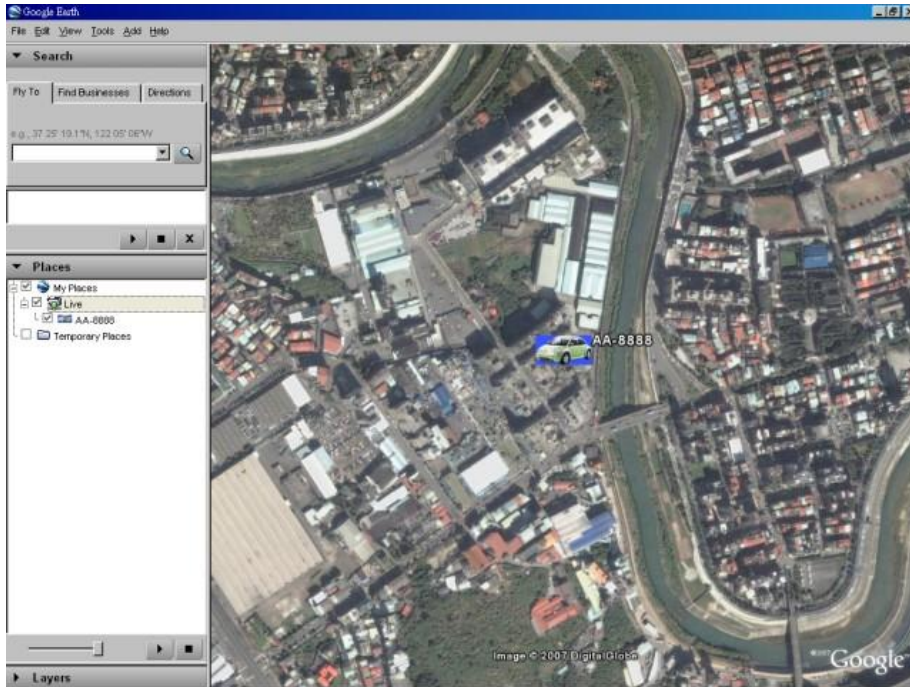 Google Earth
File Edit View Tools Add Help
Search
Fly To Find Businesses Directions
e.g., 37 25' 19.1"N, 122 05' 06"W
Places
My Places
Live
AA-8888
Temporary Places
Layers
AA-8888
Image © 2007 DigitalGlobe
Google